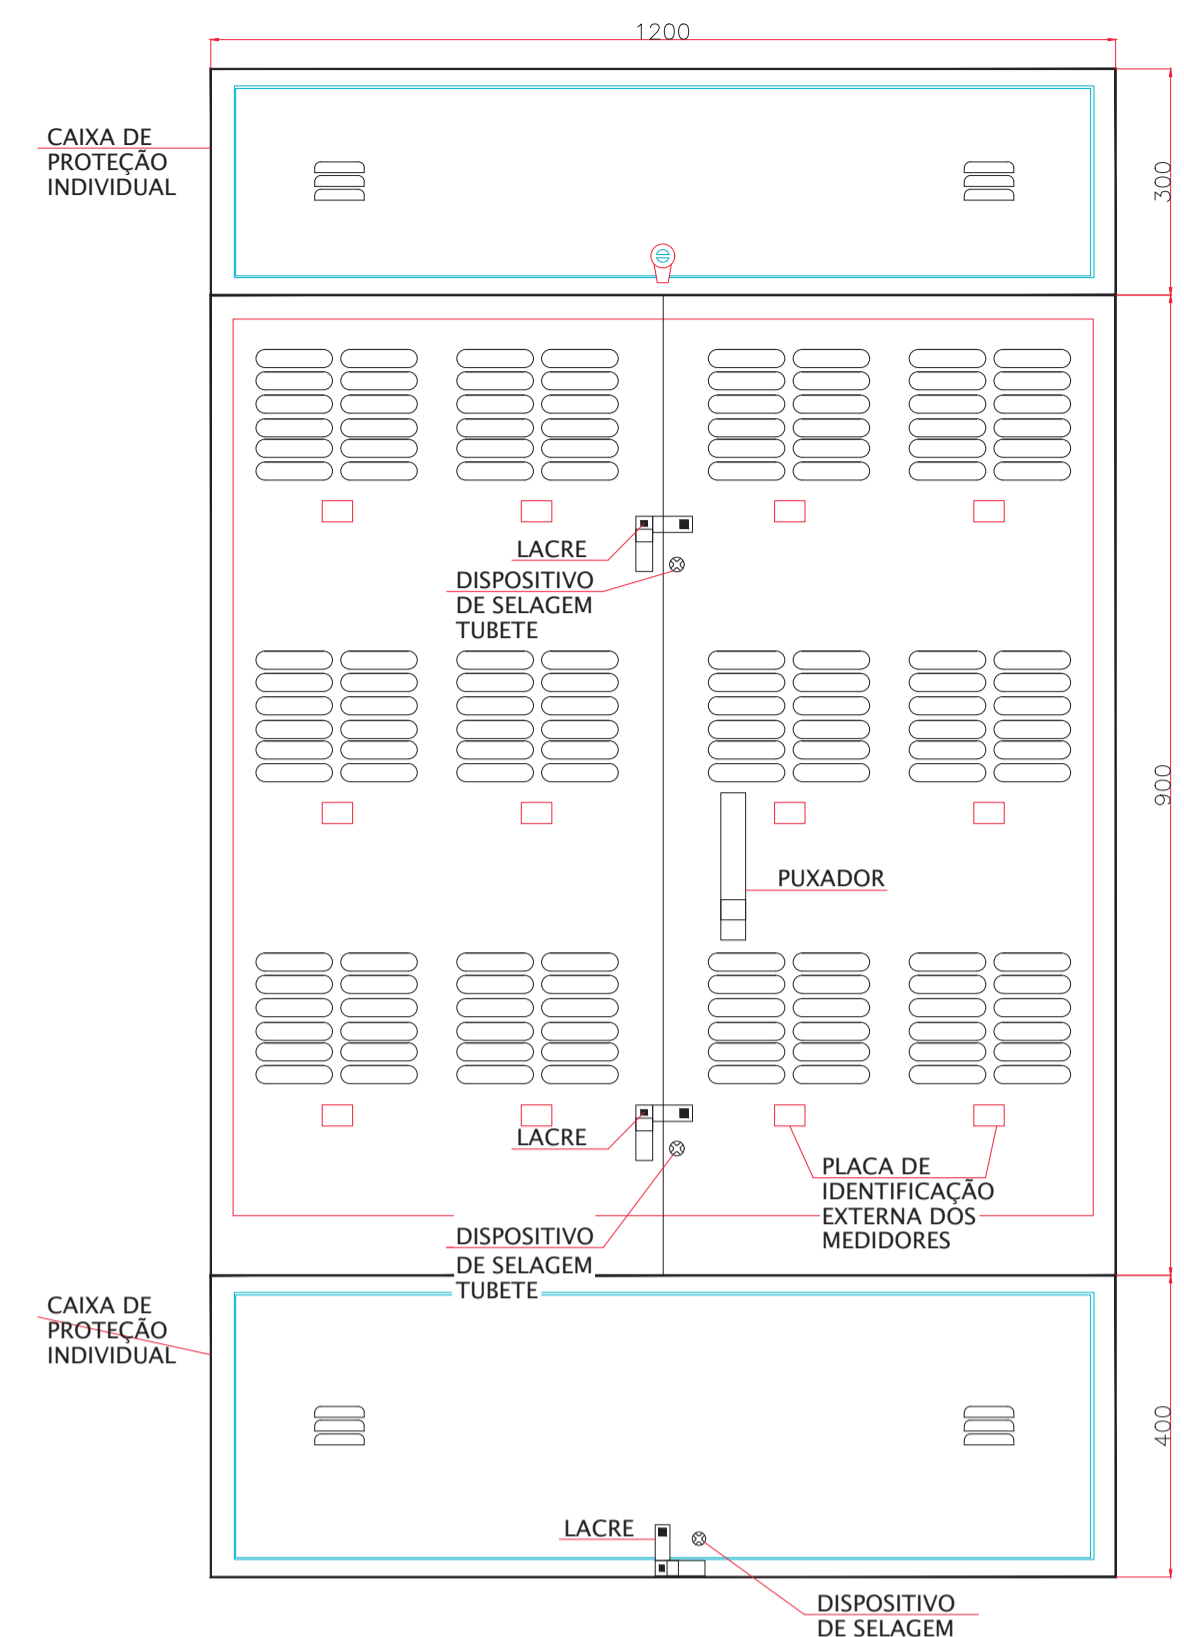 1200
CAIXA DE
PROTEÇÃO
INDIVIDUAL
300
LACRE
DISPOSITIVO
DE SELAGEM
TUBETE
900
PUXADOR
LACRE
PLACA DE
IDENTIFICAÇÃO
EXTERNA DOS
MEDIDORES
DISPOSITIVO
DE SELAGEM
TUBETE
CAIXA DE
PROTEÇÃO
INDIVIDUAL
400
LACRE
DISPOSITIVO
DE SELAGEM